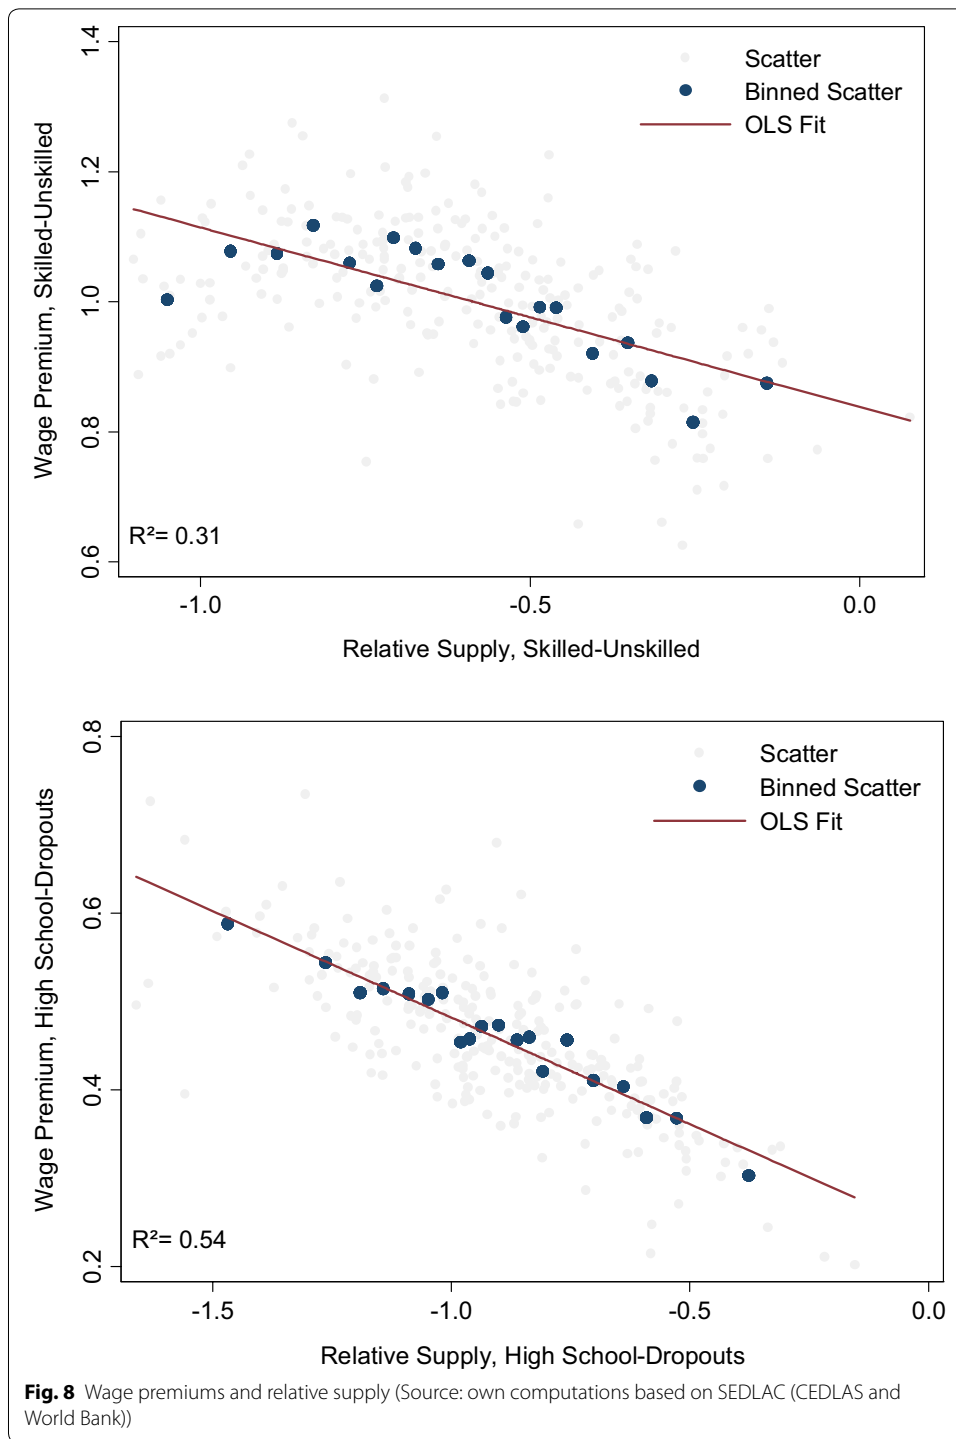 1.4
1.2
1.0
0.8
0.6
Wage Premium, Skilled-Unskilled
Scatter
Binned Scatter
OLS Fit
R²= 0.31
-1.0 -0.5 0.0
Relative Supply, Skilled-Unskilled
0.8
0.6
0.4
0.2
Wage Premium, High School-Dropouts
Scatter
Binned Scatter
OLS Fit
R²= 0.54
-1.5 -1.0 -0.5 0.0
Relative Supply, High School-Dropouts
Fig. 8 Wage premiums and relative supply (Source: own computations based on SEDLAC (CEDLAS and
World Bank))